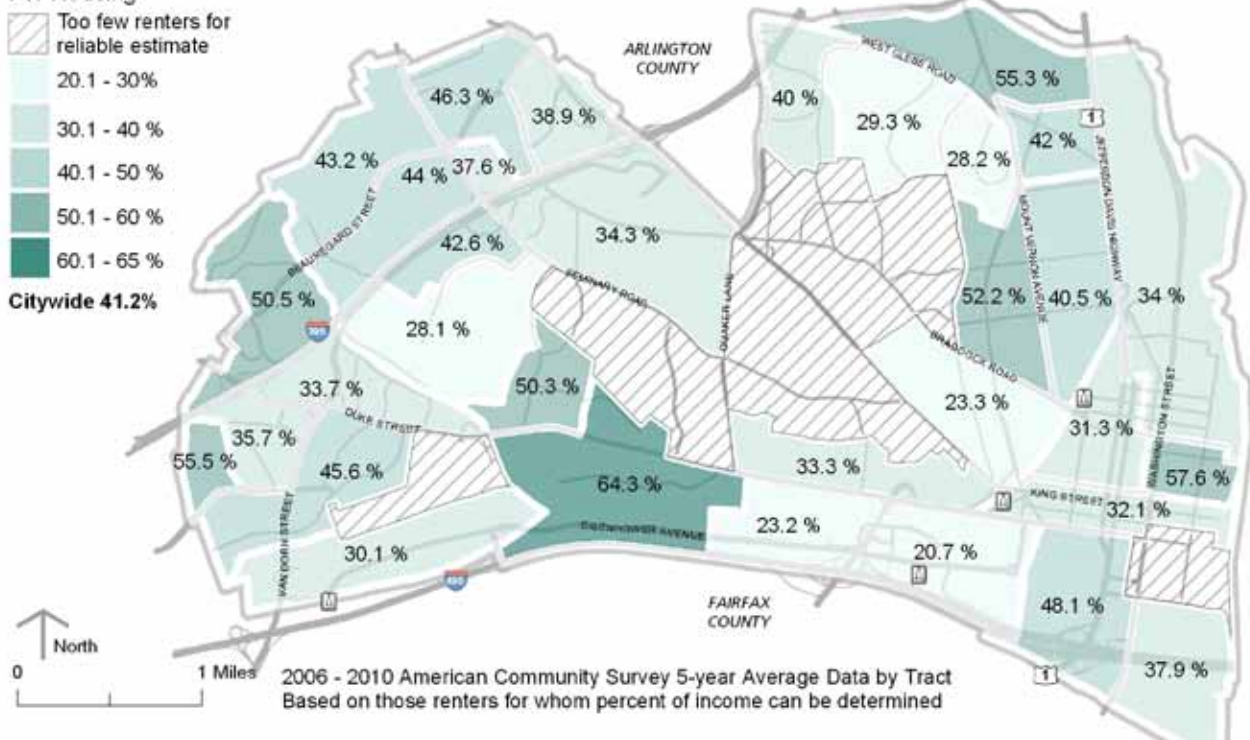 Too few renters for
reliable estimate
20.1 - 30%
30.1 - 40 %
40.1 - 50 %
50.1 - 60 %
60.1 - 65 %
Citywide 41.2%
ARLINGTON
COUNTY
WEST GLEBE ROAD
55.3 %
46.3 %
38.9 %
40 %
29.3 %
1
42 %
43.2 %
44 %
37.6 %
28.2 %
JEFFERSON DAVIS HIGHWAY
BEAUREGARD STREET
42.6 %
34.3 %
MOUNT VERNON AVENUE
SEMINARY ROAD
50.5 %
QUAKER LANE
52.2 %
40.5 %
34 %
395
28.1 %
BRADDOCK ROAD
33.7 %
50.3 %
23.3 %
WASHINGTON STREET
DUKE STREET
35.7 %
31.3 %
55.5 %
45.6 %
33.3 %
57.6 %
64.3 %
KING STREET
32.1 %
VAN DORN STREET
EISENHOWER AVENUE
23.2 %
20.7 %
30.1 %
495
FAIRFAX
COUNTY
48.1 %
North
37.9 %
0
1 Miles
1
2006 - 2010 American Community Survey 5-year Average Data by Tract
Based on those renters for whom percent of income can be determined